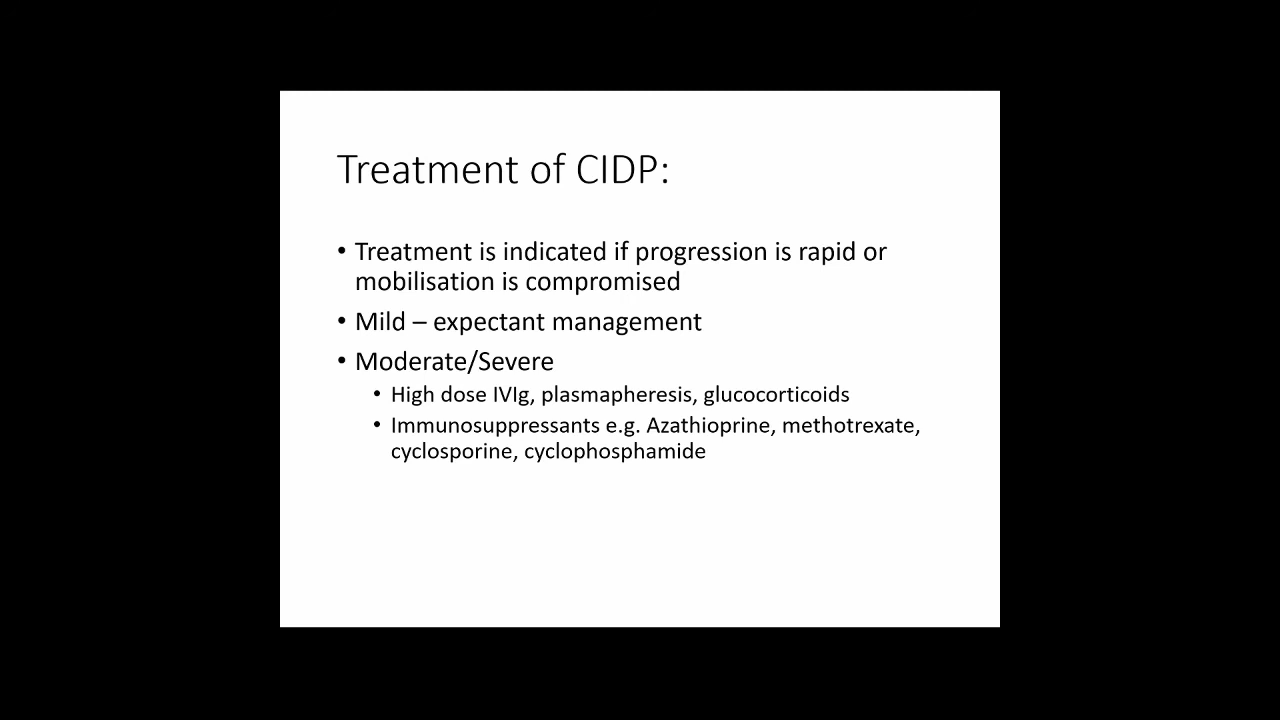 Treatment of CIDP:
• Treatment is indicated if progression is rapid or
mobilisation is compromised
• Mild – expectant management
• Moderate/Severe
• High dose IVIg, plasmapheresis, glucocorticoids
• Immunosuppressants e.g. Azathioprine, methotrexate,
cyclosporine, cyclophosphamide